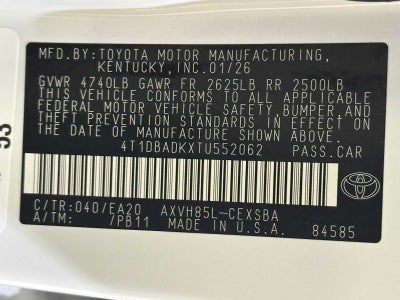 MFD.BY:TOYOTA MOTOR MANUFACTURING,
KENTUCKY,INC.01/26
GVWR 4740LB GAWR FR 2625LB RR 2500LB
THIS VEHICLE CONFORMS TO ALL APPLICABLE
FEDERAL MOTOR VEHICLE SAFETY,BUMPER,AND
THEFT PREVENTION STANDARDS IN EFFECT ON
THE DATE OF MANUFACTURE SHOWN ABOVE.
4T1DBADKXTU552062 PASS.CAR
C/TR:040/EA20 AXVH85L-CEXSBA
A/TM: /PB11 MADE IN U.S.A. 84585
53